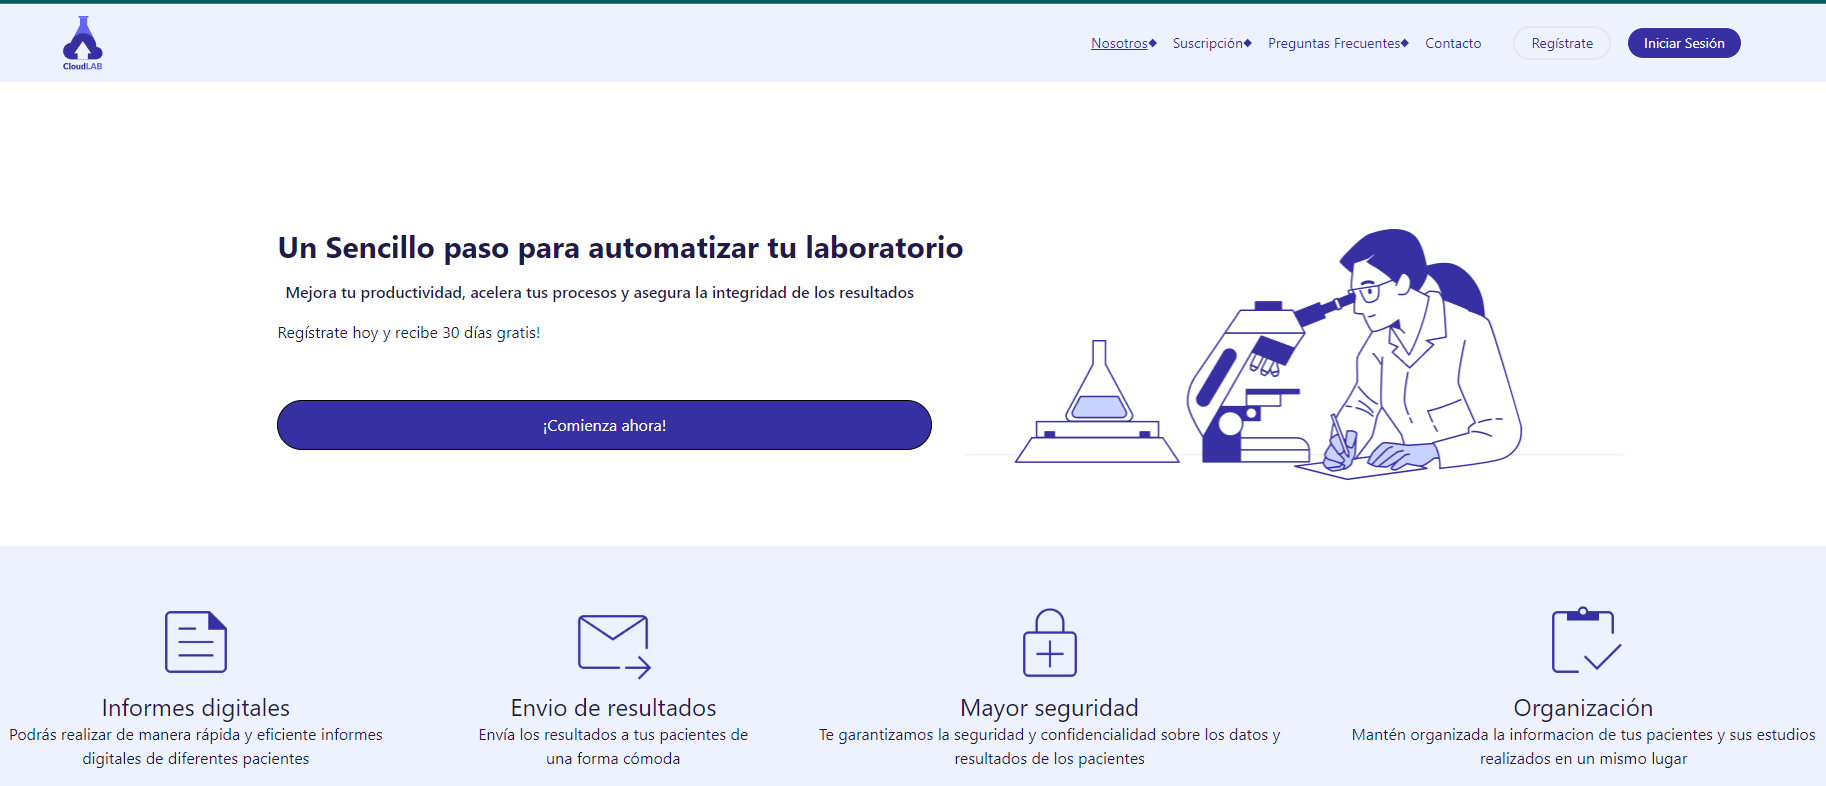 CloudLAB
Nosotros Suscripción Preguntas Frecuentes Contacto Regístrate Iniciar Sesión
Un Sencillo paso para automatizar tu laboratorio
Mejora tu productividad, acelera tus procesos y asegura la integridad de los resultados
Regístrate hoy y recibe 30 días gratis!
¡Comienza ahora!
Informes digitales
Podrás realizar de manera rápida y eficiente informes
digitales de diferentes pacientes
Envio de resultados
Envía los resultados a tus pacientes de
una forma cómoda
Mayor seguridad
Te garantizamos la seguridad y confidencialidad sobre los datos y
resultados de los pacientes
Organización
Mantén organizada la informacion de tus pacientes y sus estudios
realizados en un mismo lugar